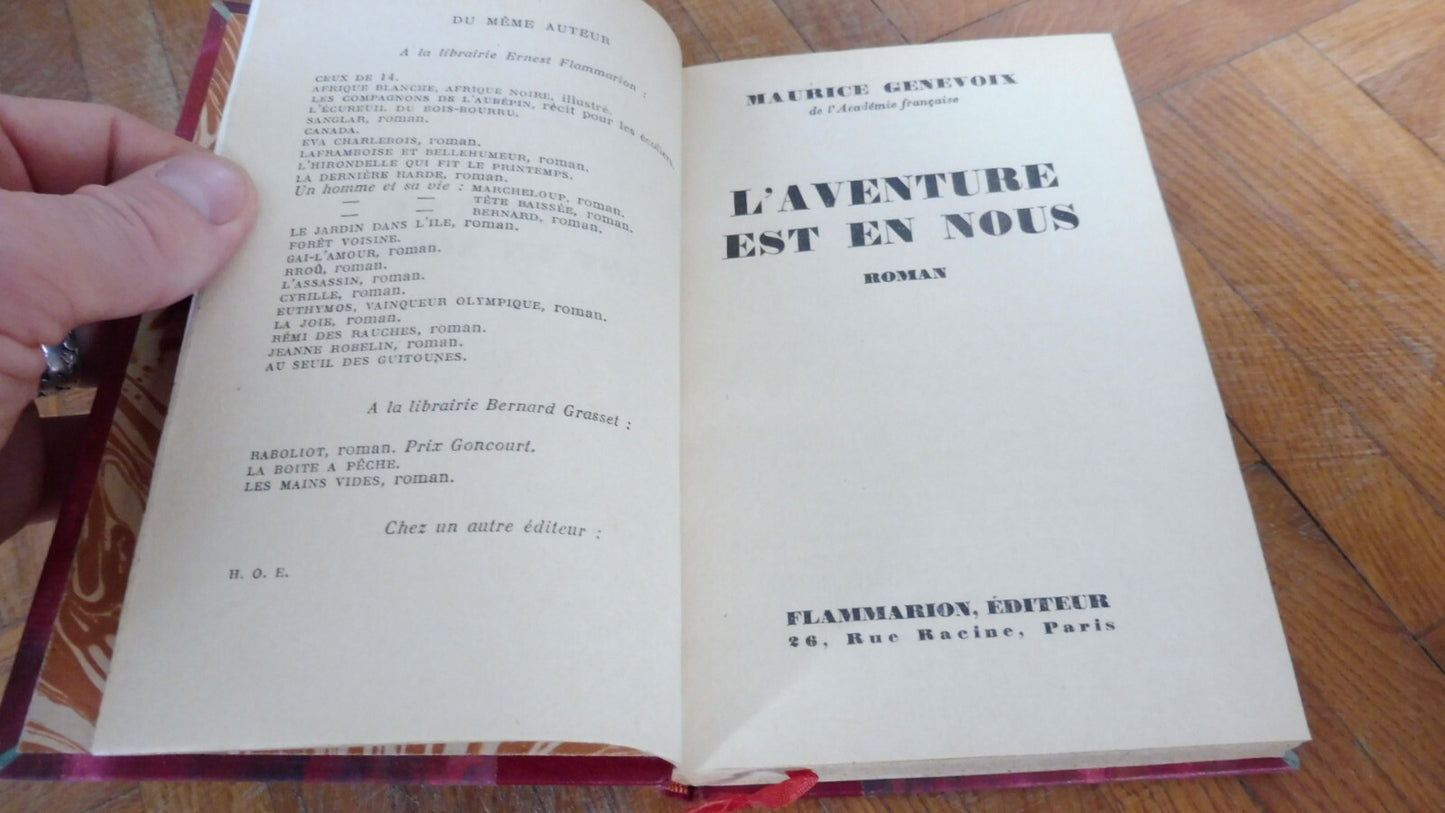 DU MÊME AUTEUR
A la librairie Ernest Flammarion :
CEUX DE 14.
AFRIQUE BLANCHE, AFRIQUE NOIRE, illustré.
LES COMPAGNONS DE L'AUBÉPIN, récit pour les écoliers.
L'ÉCUREUIL DU BOIS-BOURRU.
SANGLAR, roman.
CANADA.
EVA CHARLEBOIS, roman.
LAFRAMBOISE ET BELLEHUMEUR, roman.
L'HIRONDELLE QUI FIT LE PRINTEMPS.
LA DERNIÈRE HARDE, roman.
Un homme et sa vie : MARCHELOUP, roman.
— — TÊTE BAISSÉE, roman.
— — BERNARD, roman.
LE JARDIN DANS L'ILE, roman.
FORÊT VOISINE.
GAI-L'AMOUR, roman.
RROÛ, roman.
L'ASSASSIN, roman.
CYRILLE, roman.
EUTHYMOS, VAINQUEUR OLYMPIQUE, roman.
LA JOIE, roman.
RÉMI DES RAUCHES, roman.
JEANNE ROBELIN, roman.
AU SEUIL DES GUITOUNES.
A la librairie Bernard Grasset :
RABOLIOT, roman. Prix Goncourt.
LA BOITE A PÊCHE.
LES MAINS VIDES, roman.
Chez un autre éditeur :
H. O. E.
MAURICE GENEVOIX
de l'Académie française
L'AVENTURE
EST EN NOUS
ROMAN
FLAMMARION, ÉDITEUR
26, Rue Racine, Paris